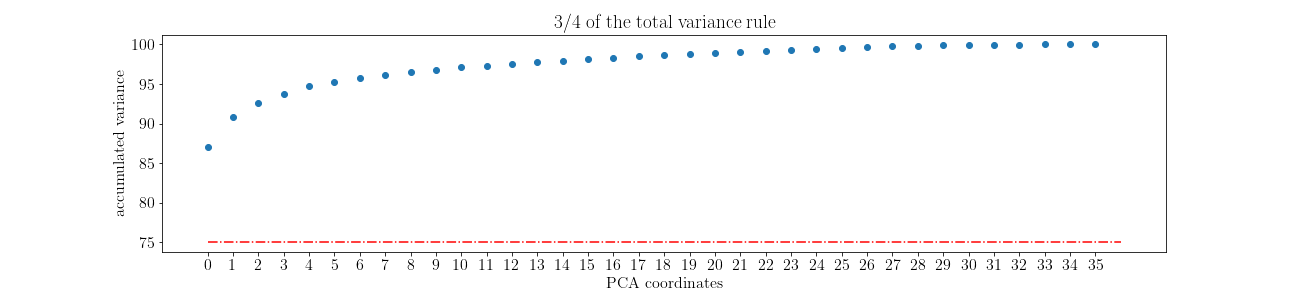 3/4 of the total variance rule
100
95
90
85
80
75
accumulated variance
0 1 2 3 4 5 6 7 8 9 10 11 12 13 14 15 16 17 18 19 20 21 22 23 24 25 26 27 28 29 30 31 32 33 34 35
PCA coordinates